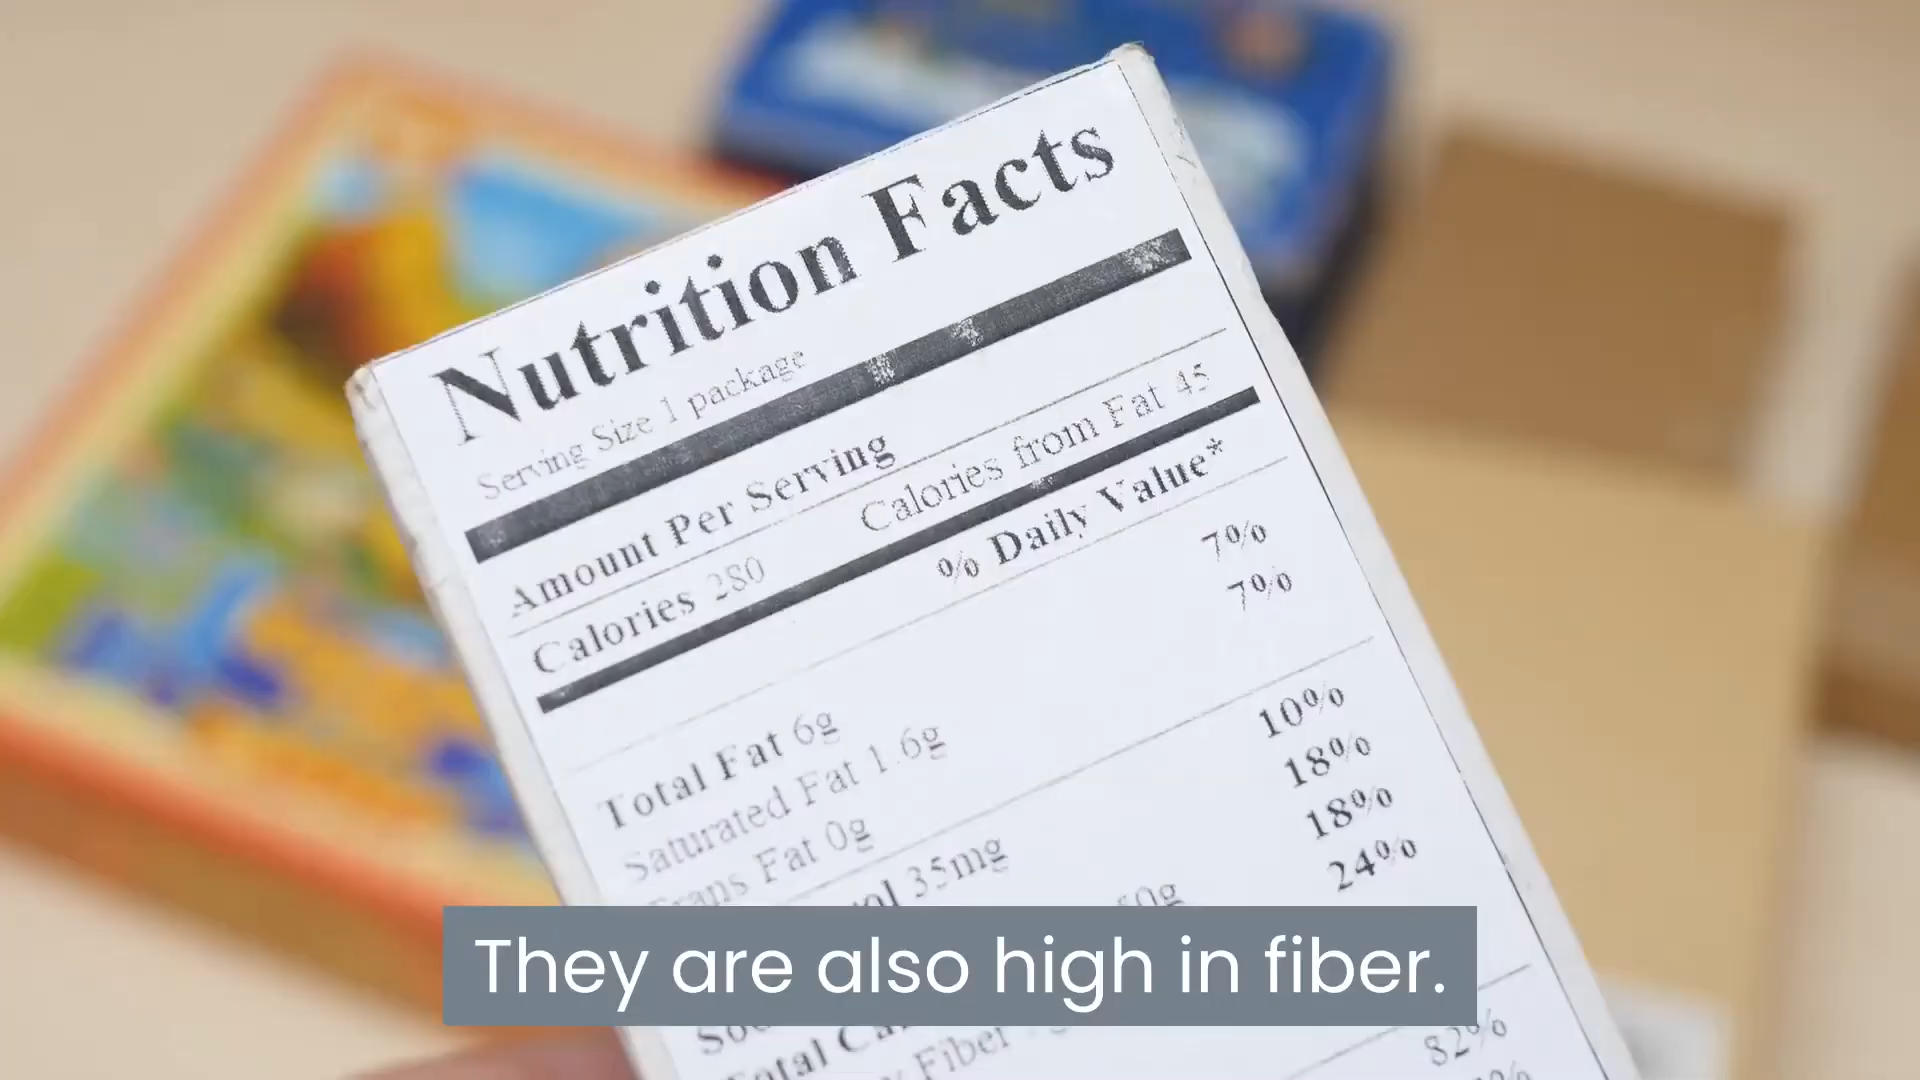 Nutrition Facts
Serving Size 1 package
Amount Per Serving
Calories 280 Calories from Fat 45
% Daily Value*
Total Fat 6g 7%
Saturated Fat 1.6g 7%
Trans Fat 0g
35mg 10%
18%
18%
Fiber 24%
82%
They are also high in fiber.